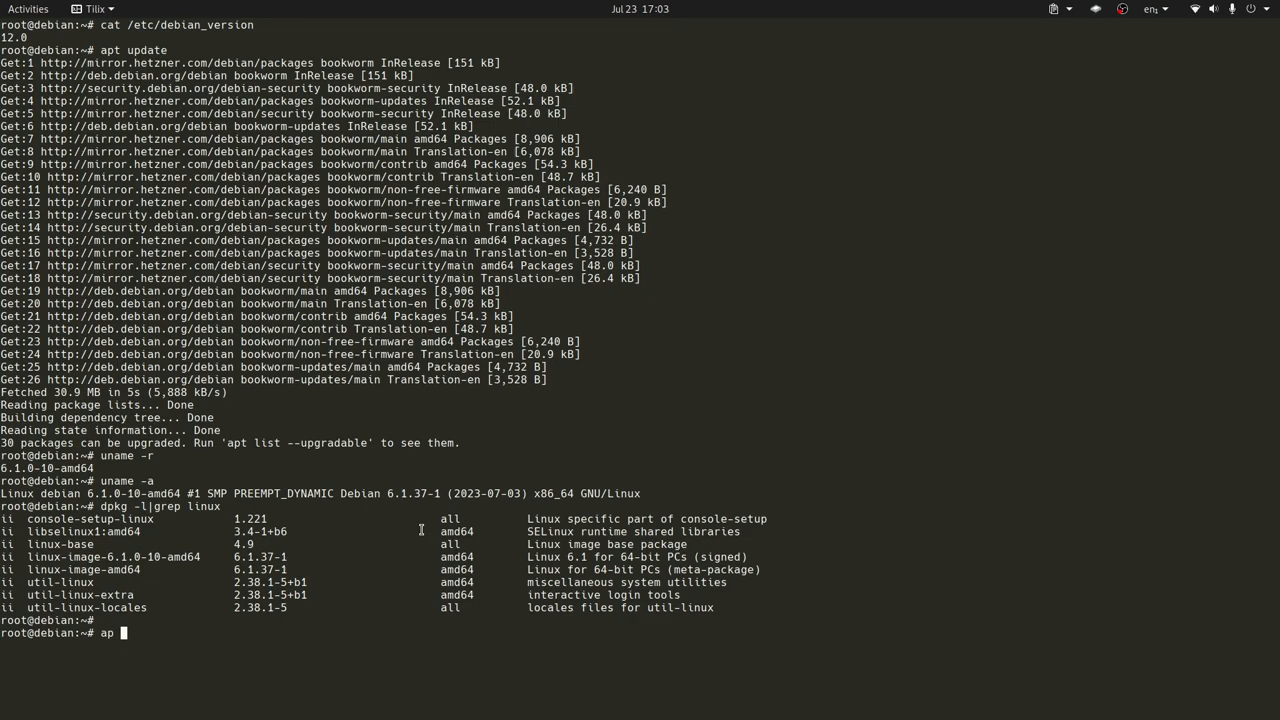 Activities Tilix Jul 23 17:03 en₁
root@debian:~# cat /etc/debian_version
12.0
root@debian:~# apt update
Get:1 http://mirror.hetzner.com/debian/packages bookworm InRelease [151 kB]
Get:2 http://deb.debian.org/debian bookworm InRelease [151 kB]
Get:3 http://security.debian.org/debian-security bookworm-security InRelease [48.0 kB]
Get:4 http://mirror.hetzner.com/debian/packages bookworm-updates InRelease [52.1 kB]
Get:5 http://mirror.hetzner.com/debian/security bookworm-security InRelease [48.0 kB]
Get:6 http://deb.debian.org/debian bookworm-updates InRelease [52.1 kB]
Get:7 http://mirror.hetzner.com/debian/packages bookworm/main amd64 Packages [8,906 kB]
Get:8 http://mirror.hetzner.com/debian/packages bookworm/main Translation-en [6,078 kB]
Get:9 http://mirror.hetzner.com/debian/packages bookworm/contrib amd64 Packages [54.3 kB]
Get:10 http://mirror.hetzner.com/debian/packages bookworm/contrib Translation-en [48.7 kB]
Get:11 http://mirror.hetzner.com/debian/packages bookworm/non-free-firmware amd64 Packages [6,240 B]
Get:12 http://mirror.hetzner.com/debian/packages bookworm/non-free-firmware Translation-en [20.9 kB]
Get:13 http://security.debian.org/debian-security bookworm-security/main amd64 Packages [48.0 kB]
Get:14 http://security.debian.org/debian-security bookworm-security/main Translation-en [26.4 kB]
Get:15 http://mirror.hetzner.com/debian/packages bookworm-updates/main amd64 Packages [4,732 B]
Get:16 http://mirror.hetzner.com/debian/packages bookworm-updates/main Translation-en [3,528 B]
Get:17 http://mirror.hetzner.com/debian/security bookworm-security/main amd64 Packages [48.0 kB]
Get:18 http://mirror.hetzner.com/debian/security bookworm-security/main Translation-en [26.4 kB]
Get:19 http://deb.debian.org/debian bookworm/main amd64 Packages [8,906 kB]
Get:20 http://deb.debian.org/debian bookworm/main Translation-en [6,078 kB]
Get:21 http://deb.debian.org/debian bookworm/contrib amd64 Packages [54.3 kB]
Get:22 http://deb.debian.org/debian bookworm/contrib Translation-en [48.7 kB]
Get:23 http://deb.debian.org/debian bookworm/non-free-firmware amd64 Packages [6,240 B]
Get:24 http://deb.debian.org/debian bookworm/non-free-firmware Translation-en [20.9 kB]
Get:25 http://deb.debian.org/debian bookworm-updates/main amd64 Packages [4,732 B]
Get:26 http://deb.debian.org/debian bookworm-updates/main Translation-en [3,528 B]
Fetched 30.9 MB in 5s (5,888 kB/s)
Reading package lists... Done
Building dependency tree... Done
Reading state information... Done
30 packages can be upgraded. Run 'apt list --upgradable' to see them.
root@debian:~# uname -r
6.1.0-10-amd64
root@debian:~# uname -a
Linux debian 6.1.0-10-amd64 #1 SMP PREEMPT_DYNAMIC Debian 6.1.37-1 (2023-07-03) x86_64 GNU/Linux
root@debian:~# dpkg -l|grep linux
ii console-setup-linux 1.221 all Linux specific part of console-setup
ii libselinux1:amd64 3.4-1+b6 amd64 SELinux runtime shared libraries
ii linux-base 4.9 all Linux image base package
ii linux-image-6.1.0-10-amd64 6.1.37-1 amd64 Linux 6.1 for 64-bit PCs (signed)
ii linux-image-amd64 6.1.37-1 amd64 Linux for 64-bit PCs (meta-package)
ii util-linux 2.38.1-5+b1 amd64 miscellaneous system utilities
ii util-linux-extra 2.38.1-5+b1 amd64 interactive login tools
ii util-linux-locales 2.38.1-5 all locales files for util-linux
root@debian:~#
root@debian:~# ap